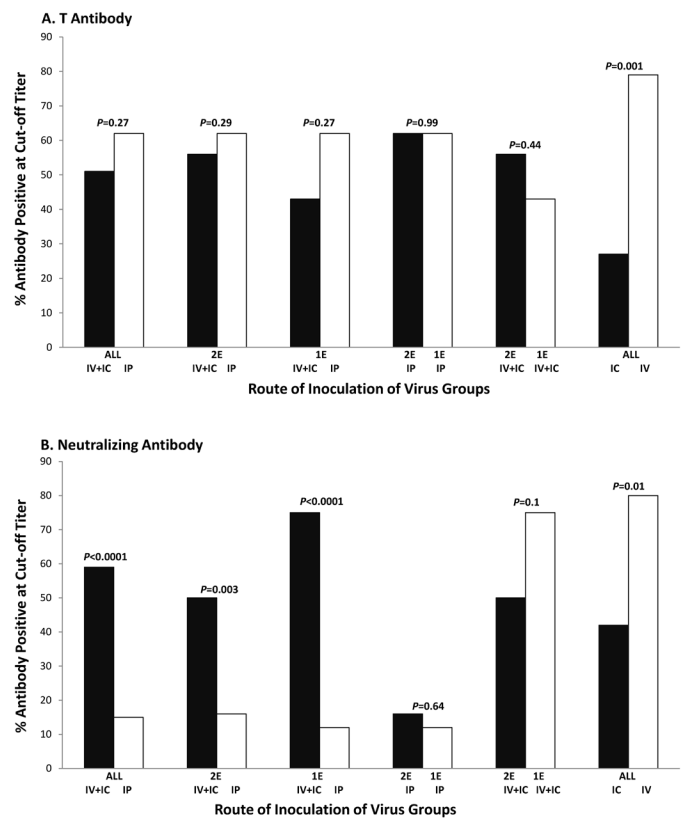 A. T Antibody
% Antibody Positive at Cut-off Titer
90
80
70
60
50
40
30
20
10
0
P=0.27
P=0.29
P=0.27
P=0.99
P=0.44
P=0.001
ALL 2E 1E 2E 1E 2E 1E ALL
IV+IC IP IV+IC IP IV+IC IP IP IP IV+IC IV+IC IC IV
Route of Inoculation of Virus Groups
B. Neutralizing Antibody
% Antibody Positive at Cut-off Titer
90
80
70
60
50
40
30
20
10
0
P<0.0001
P=0.003
P<0.0001
P=0.64
P=0.1
P=0.01
ALL 2E 1E 2E 1E 2E 1E ALL
IV+IC IP IV+IC IP IV+IC IP IP IP IV+IC IV+IC IC IV
Route of Inoculation of Virus Groups